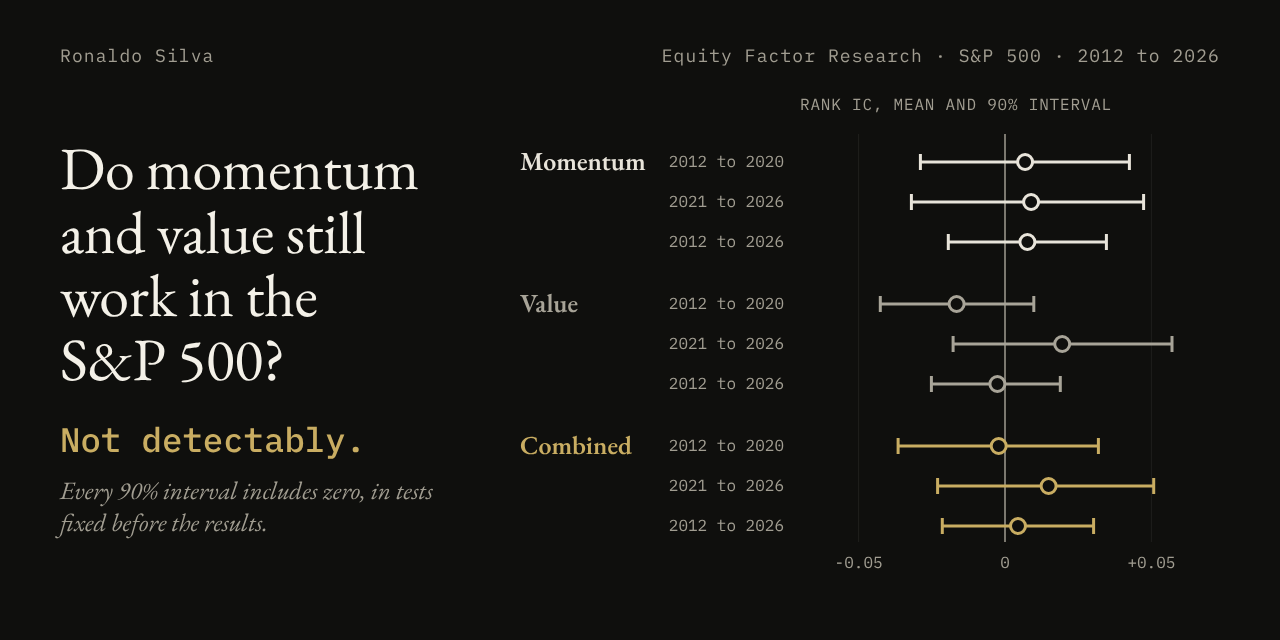 Ronaldo Silva
Equity Factor Research · S&P 500 · 2012 to 2026
Do momentum
and value still
work in the
S&P 500?
Not detectably.
Every 90% interval includes zero, in tests
fixed before the results.
RANK IC, MEAN AND 90% INTERVAL
Momentum 2012 to 2020
2021 to 2026
2012 to 2026
Value 2012 to 2020
2021 to 2026
2012 to 2026
Combined 2012 to 2020
2021 to 2026
2012 to 2026
-0.05 0 +0.05